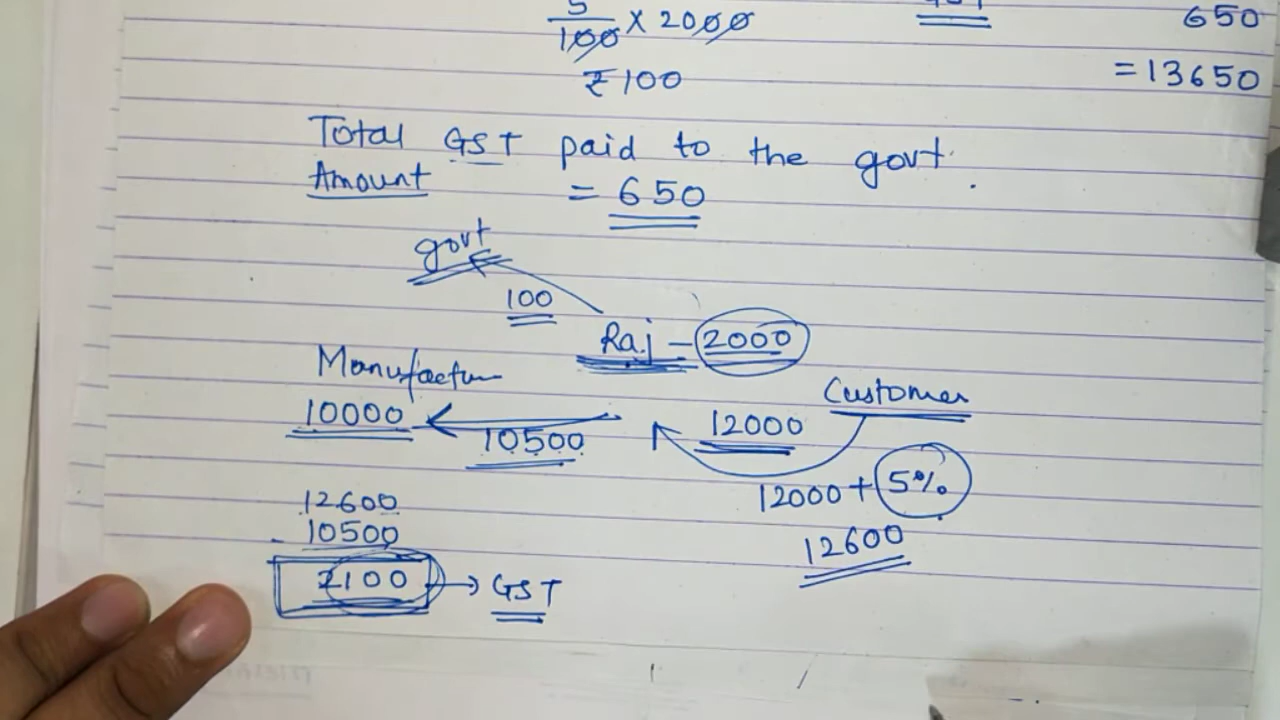 5/100 × 2000
650
₹100
=13650
Total GST paid to the govt.
Amount = 650
govt
100
Raj – 2000
Manufactur
Customer
10000
10500
12000
12000 + 5%
12600
12600
- 10500
2100 → GST